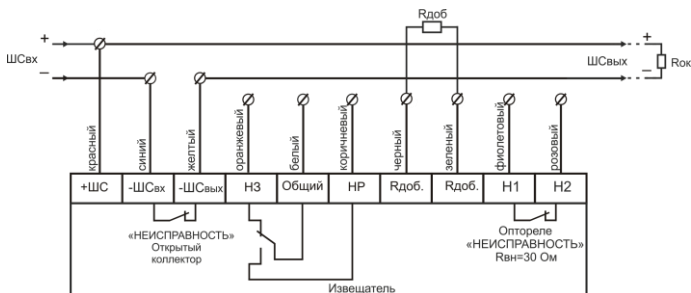 Rдоб
+
+
ШСвх
ШСвых
Rок
–
–
красный
синий
желтый
оранжевый
белый
коричневый
черный
зеленый
фиолетовый
розовый
+ШС
-ШСвх
-ШСвых
НЗ
Общий
НР
Rдоб.
Rдоб.
Н1
Н2
«НЕИСПРАВНОСТЬ»
Открытый
коллектор
Оптореле
«НЕИСПРАВНОСТЬ»
Rвн=30 Ом
Извещатель